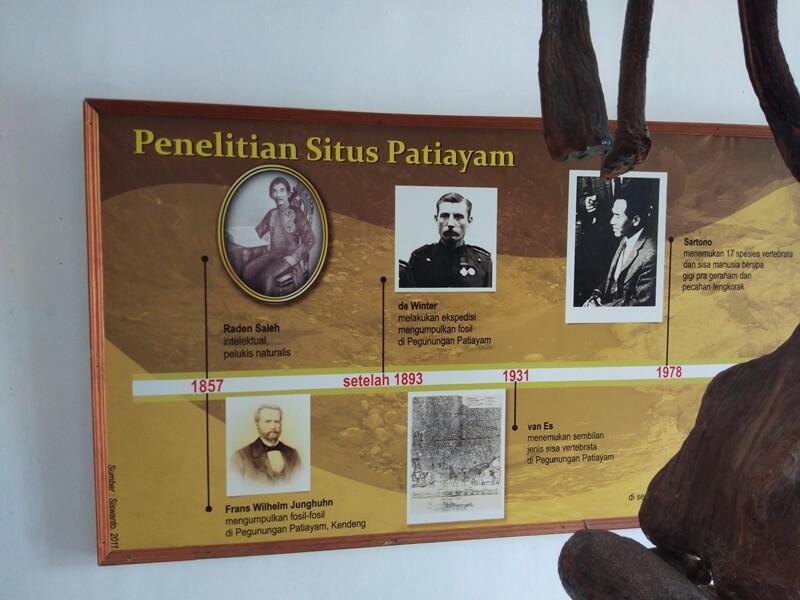 Penelitian Situs Patiayam
Raden Saleh
intelektual,
pelukis naturalis
de Winter
melakukan ekspedisi
mengumpulkan fosil
di Pegunungan Patiayam
Sartono
menemukan 17 spesies vertebrata
dan sisa manusia berupa
gigi pra geraham dan
pecahan tengkorak
1857
setelah 1893
1931
1978
Frans Wilhelm Junghuhn
mengumpulkan fosil-fosil
di Pegunungan Patiayam, Kendeng
van Es
menemukan sembilan
jenis sisa vertebrata
di Pegunungan Patiayam
di se
Sumber : Siswanto, 2011